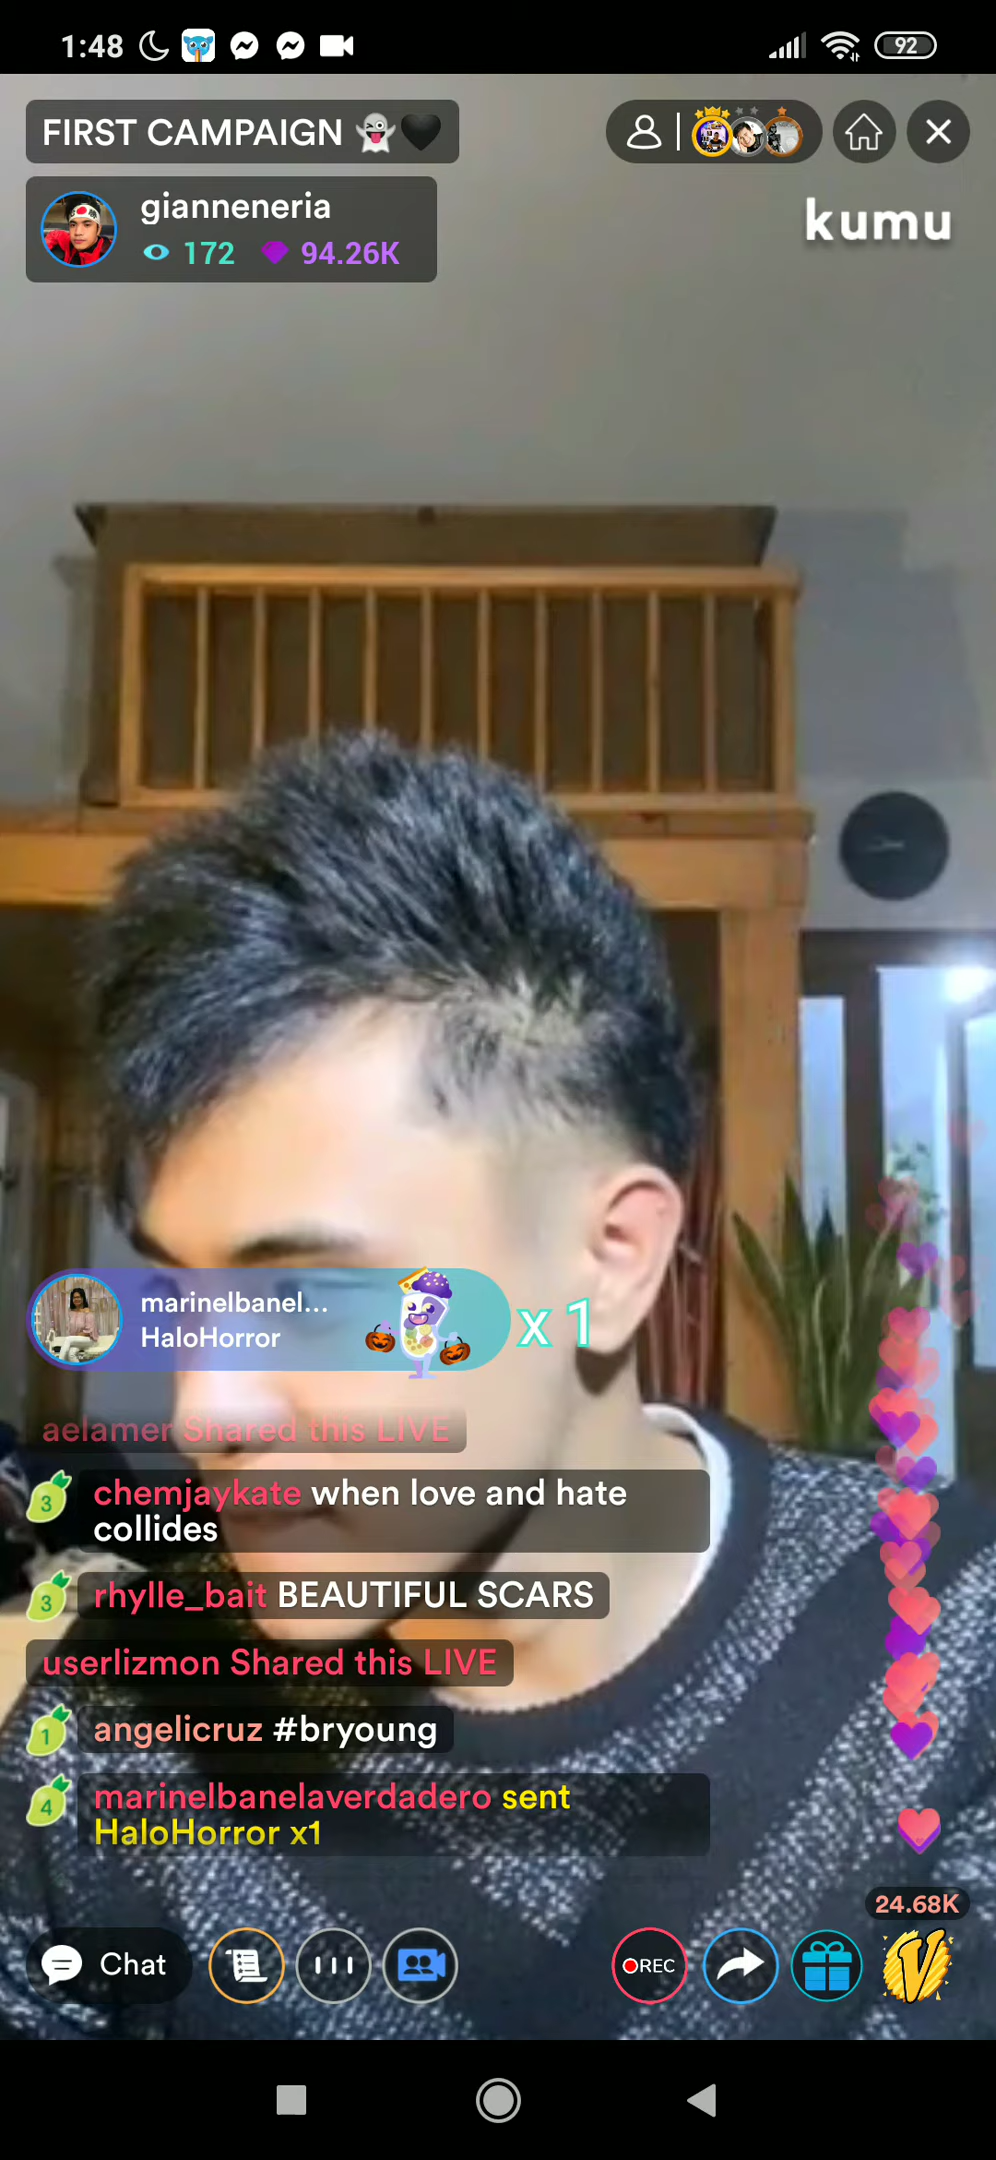 1:48
92
FIRST CAMPAIGN 👻🖤
gianneneria
172 94.26K
kumu
marinelbanel...
HaloHorror
x 1
aelamer Shared this LIVE
3 chemjaykate when love and hate
collides
3 rhylle_bait BEAUTIFUL SCARS
userlizmon Shared this LIVE
1 angelicruz #bryoung
4 marinelbanelaverdadero sent
HaloHorror x1
24.68K
Chat
REC
V